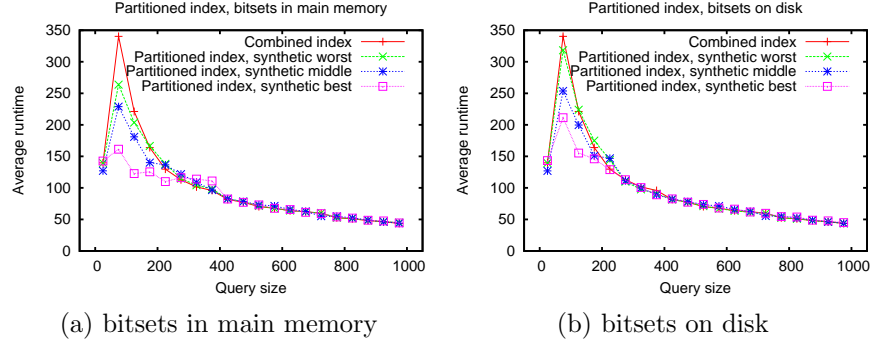 Partitioned index, bitsets in main memory
350
300
250
200
150
100
50
0
Average runtime
Combined index
Partitioned index, synthetic worst
Partitioned index, synthetic middle
Partitioned index, synthetic best
0 200 400 600 800 1000
Query size
(a) bitsets in main memory
Partitioned index, bitsets on disk
350
300
250
200
150
100
50
0
Average runtime
Combined index
Partitioned index, synthetic worst
Partitioned index, synthetic middle
Partitioned index, synthetic best
0 200 400 600 800 1000
Query size
(b) bitsets on disk